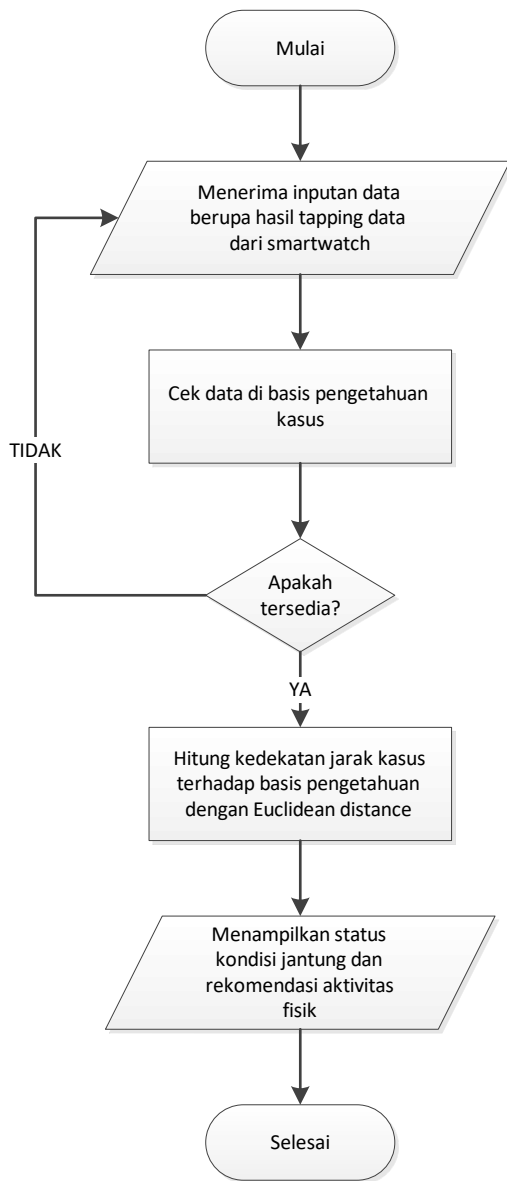 Mulai
Menerima inputan data
berupa hasil tapping data
dari smartwatch
Cek data di basis pengetahuan
kasus
TIDAK
Apakah
tersedia?
YA
Hitung kedekatan jarak kasus
terhadap basis pengetahuan
dengan Euclidean distance
Menampilkan status
kondisi jantung dan
rekomendasi aktivitas
fisik
Selesai